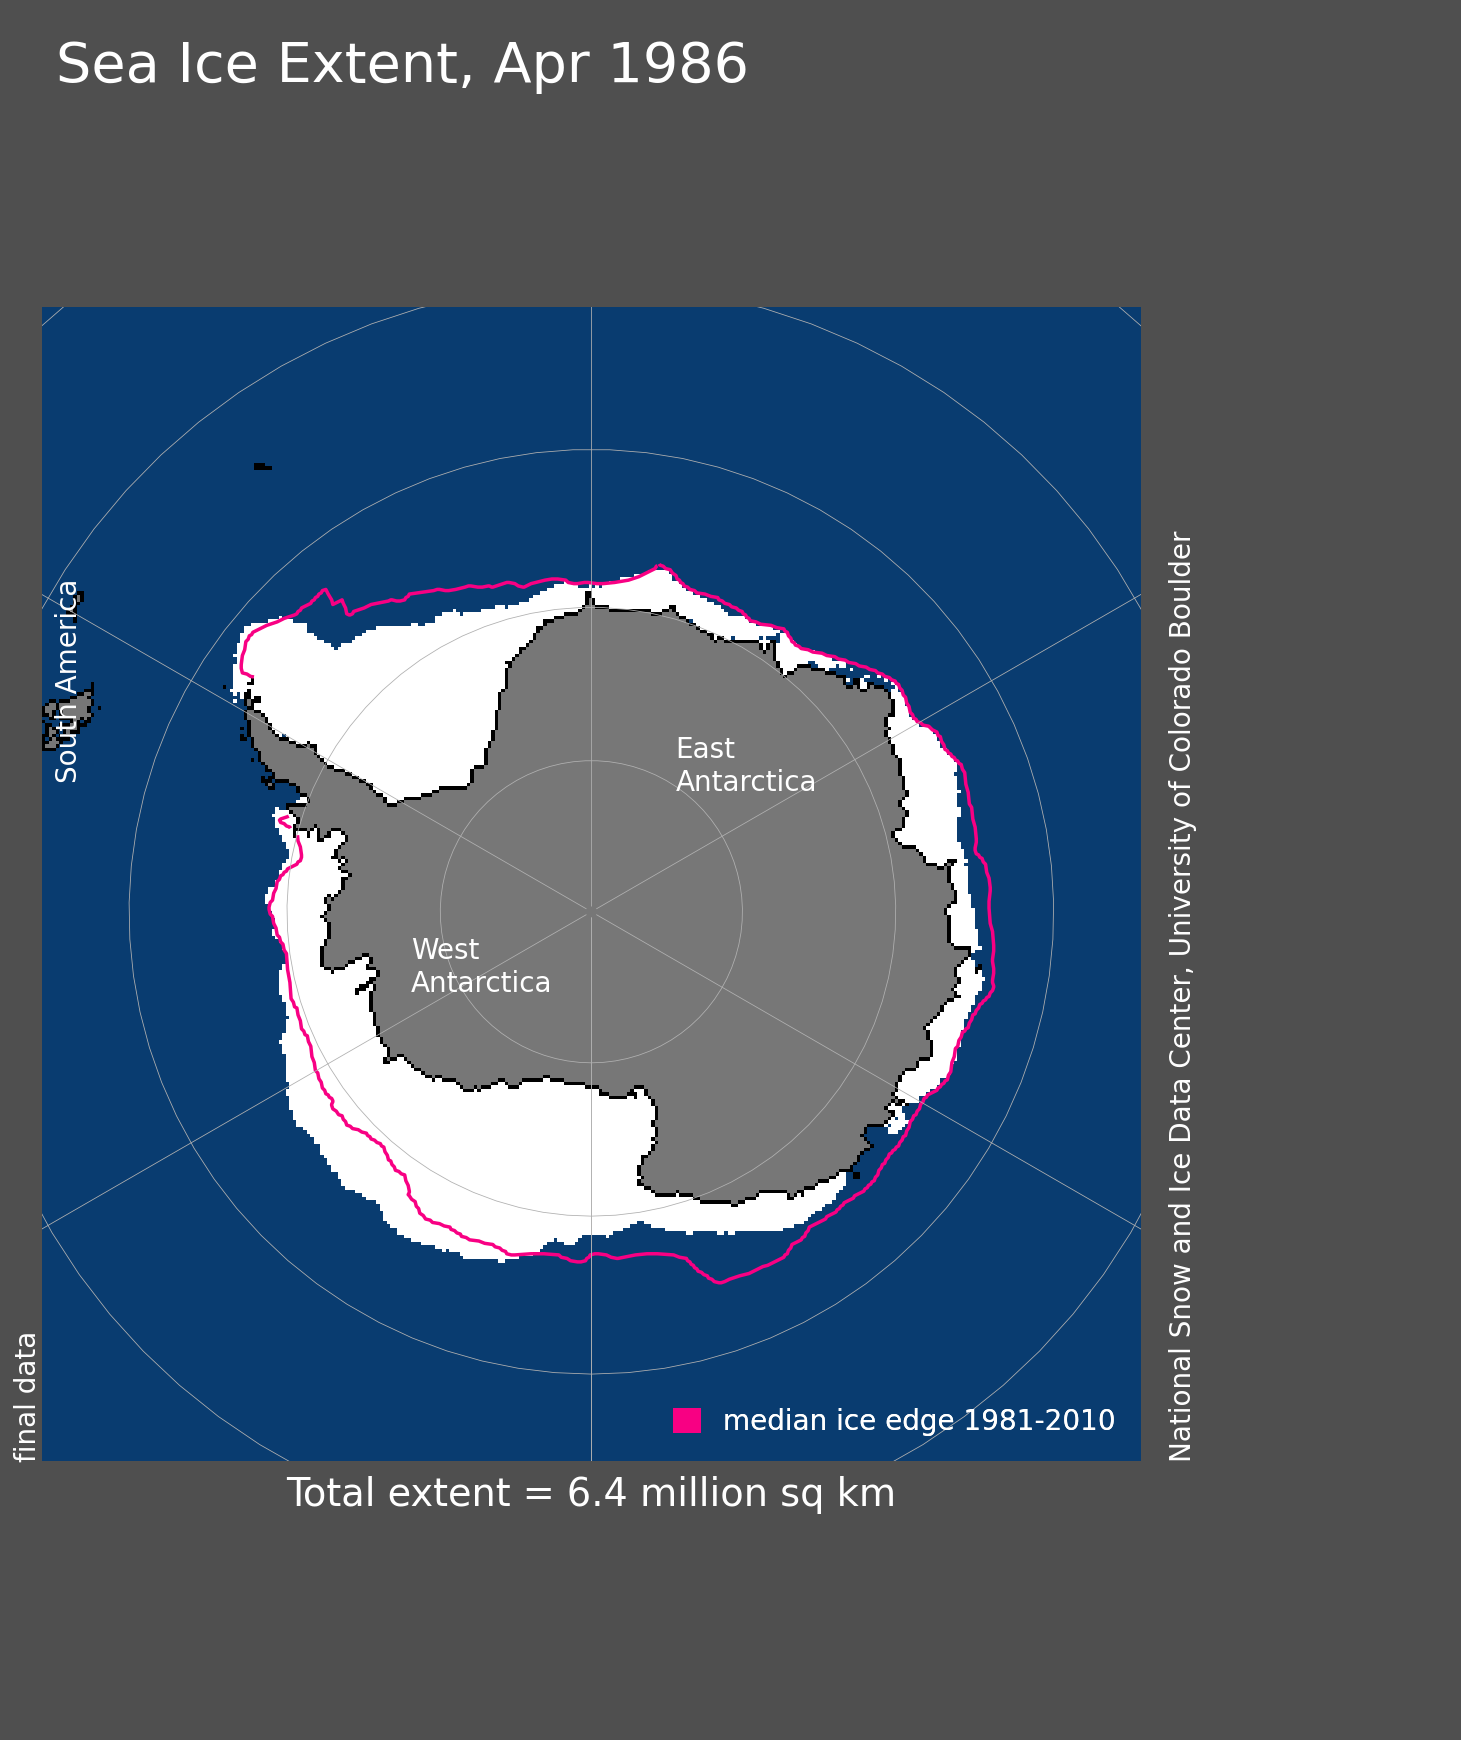 Sea Ice Extent, Apr 1986
South America
East
Antarctica
West
Antarctica
median ice edge 1981-2010
final data
National Snow and Ice Data Center, University of Colorado Boulder
Total extent = 6.4 million sq km